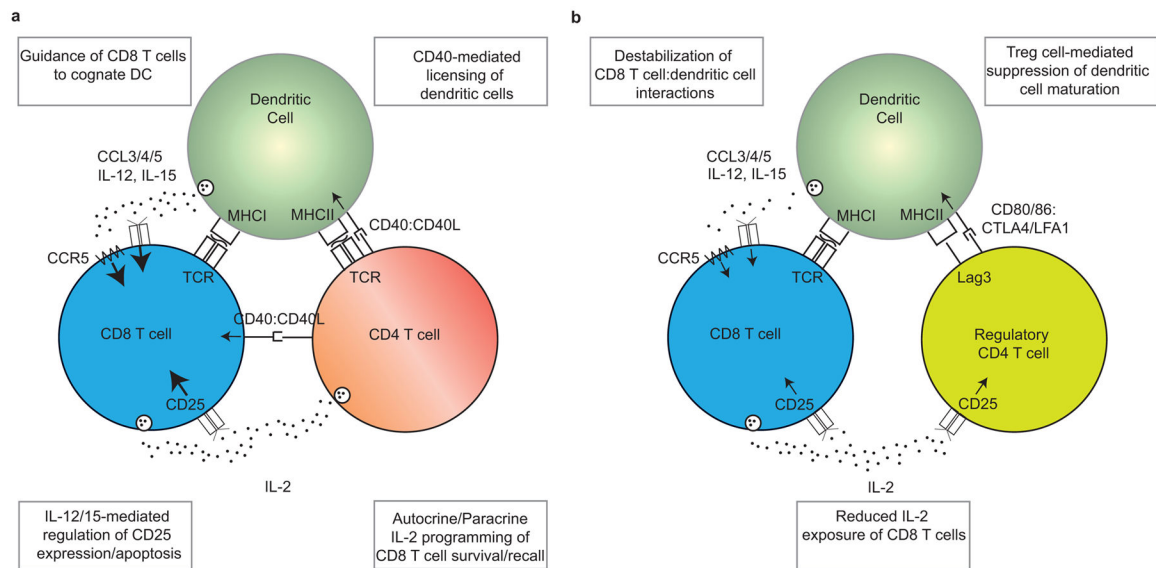 a
Guidance of CD8 T cells
to cognate DC
CD40-mediated
licensing of
dendritic cells
Dendritic
Cell
CCL3/4/5
IL-12, IL-15
MHCI
MHCII
CD40:CD40L
CCR5
TCR
TCR
CD8 T cell
CD40:CD40L
CD4 T cell
CD25
IL-2
IL-12/15-mediated
regulation of CD25
expression/apoptosis
Autocrine/Paracrine
IL-2 programming of
CD8 T cell survival/recall
b
Destabilization of
CD8 T cell:dendritic cell
interactions
Treg cell-mediated
suppression of dendritic
cell maturation
Dendritic
Cell
CCL3/4/5
IL-12, IL-15
MHCI
MHCII
CD80/86:
CTLA4/LFA1
CCR5
TCR
Lag3
CD8 T cell
Regulatory
CD4 T cell
CD25
CD25
IL-2
Reduced IL-2
exposure of CD8 T cells